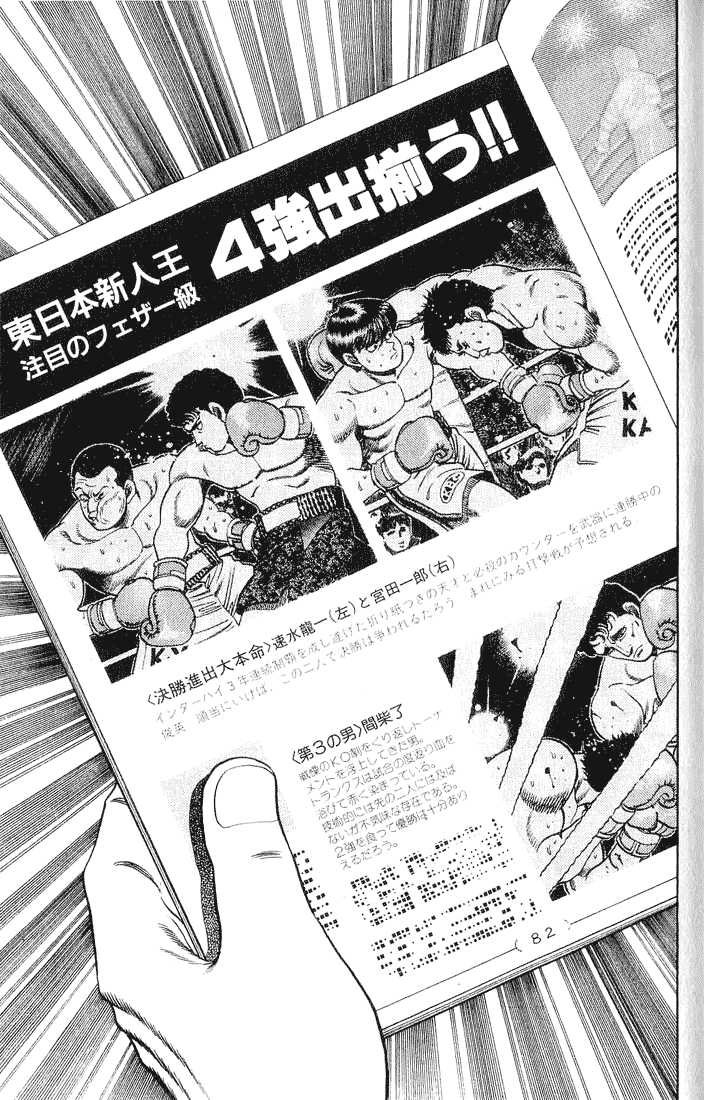 東日本新人王
注目のフェザー級
4強出揃う!!
K
KA
〈決勝進出大本命〉速水龍一(左)と宮田一郎(右)
インターハイ3年連続制覇を成し遂げた折り紙つきの天才と必殺のカウンターを武器に連勝中の
俊英 順当にいけば、この二人で決勝は争われるだろう まれにみる打撃戦が予想される
〈第3の男〉間柴了
戦慄のKO劇をくり返しトーナ
メントを浮上してきた男。
トランクスは試合の度返り血を
浴びて赤く染まっている。
技術的には先の二人には及ば
ないが不気味な存在である。
2強を食って優勝は十分あり
えるだろう。
(82)